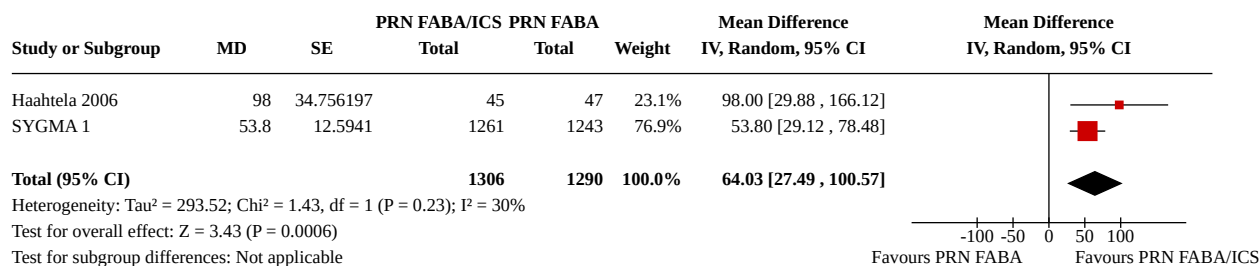 PRN FABA/ICS PRN FABA Mean Difference Mean Difference
Study or Subgroup MD SE Total Total Weight IV, Random, 95% CI IV, Random, 95% CI
Haahtela 2006 98 34.756197 45 47 23.1% 98.00 [29.88 , 166.12]
SYGMA 1 53.8 12.5941 1261 1243 76.9% 53.80 [29.12 , 78.48]
Total (95% CI) 1306 1290 100.0% 64.03 [27.49 , 100.57]
Heterogeneity: Tau² = 293.52; Chi² = 1.43, df = 1 (P = 0.23); I² = 30%
Test for overall effect: Z = 3.43 (P = 0.0006)
-100 -50 0 50 100
Test for subgroup differences: Not applicable
Favours PRN FABA Favours PRN FABA/ICS